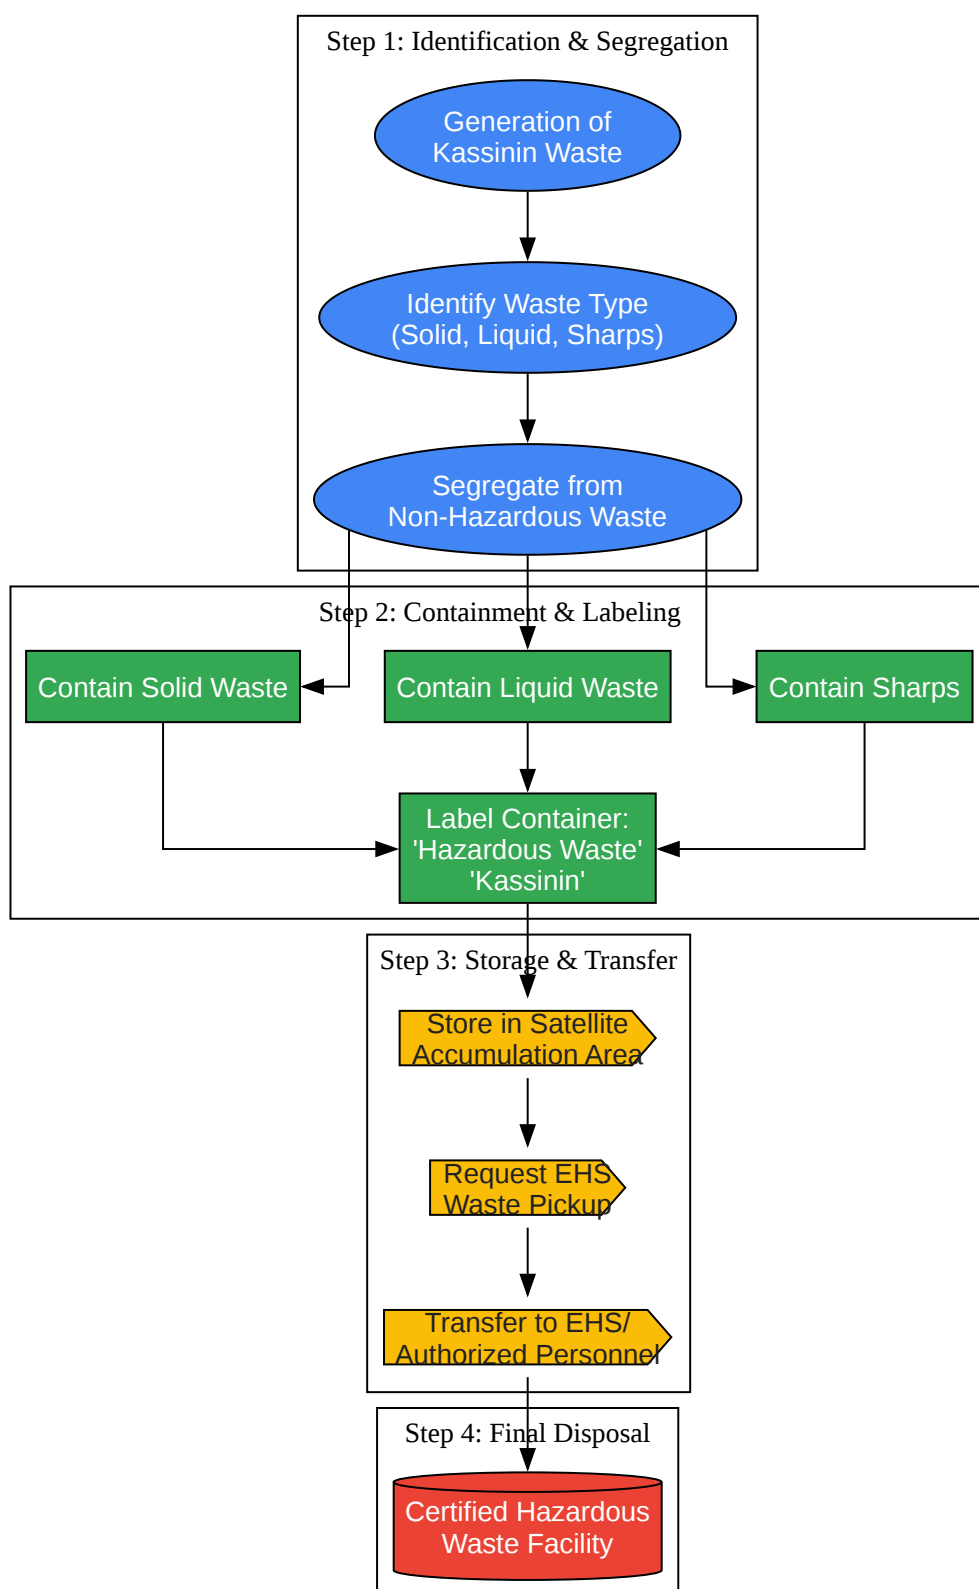 Step 1: Identification & Segregation
Generation of
Kassinin Waste
Identify Waste Type
(Solid, Liquid, Sharps)
Segregate from
Non-Hazardous Waste
Step 2: Containment & Labeling
Contain Solid Waste
Contain Liquid Waste
Contain Sharps
Label Container:
'Hazardous Waste'
'Kassinin'
Step 3: Storage & Transfer
Store in Satellite
Accumulation Area
Request EHS
Waste Pickup
Transfer to EHS/
Authorized Personnel
Step 4: Final Disposal
Certified Hazardous
Waste Facility